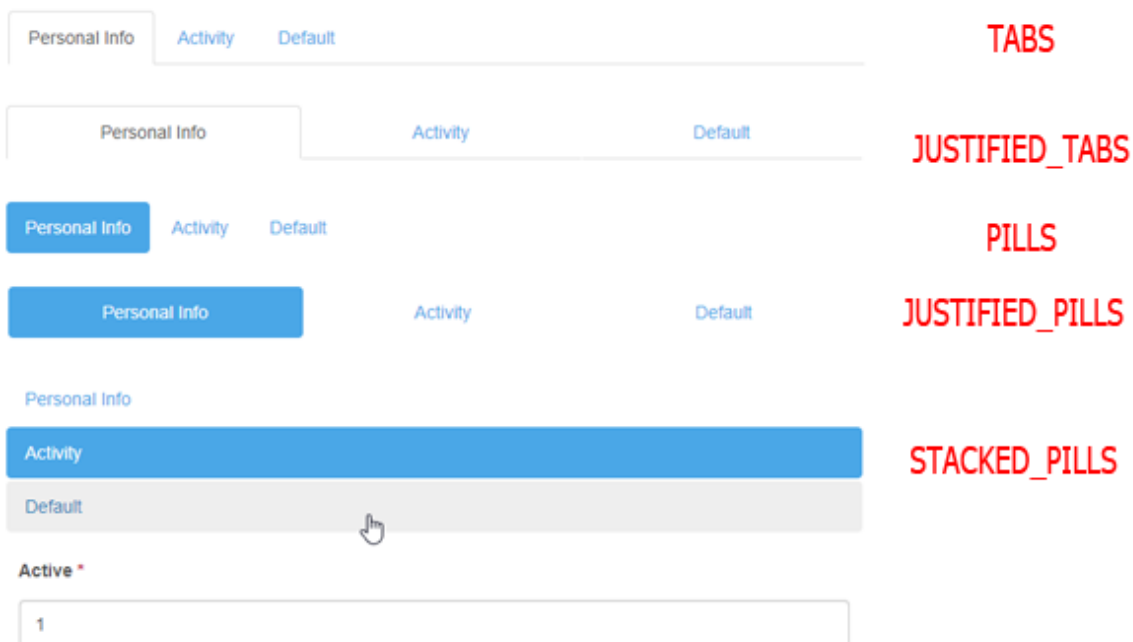 Personal Info Activity Default TABS
Personal Info Activity Default JUSTIFIED_TABS
Personal Info Activity Default PILLS
Personal Info Activity Default JUSTIFIED_PILLS
Personal Info
Activity STACKED_PILLS
Default
Active *
1